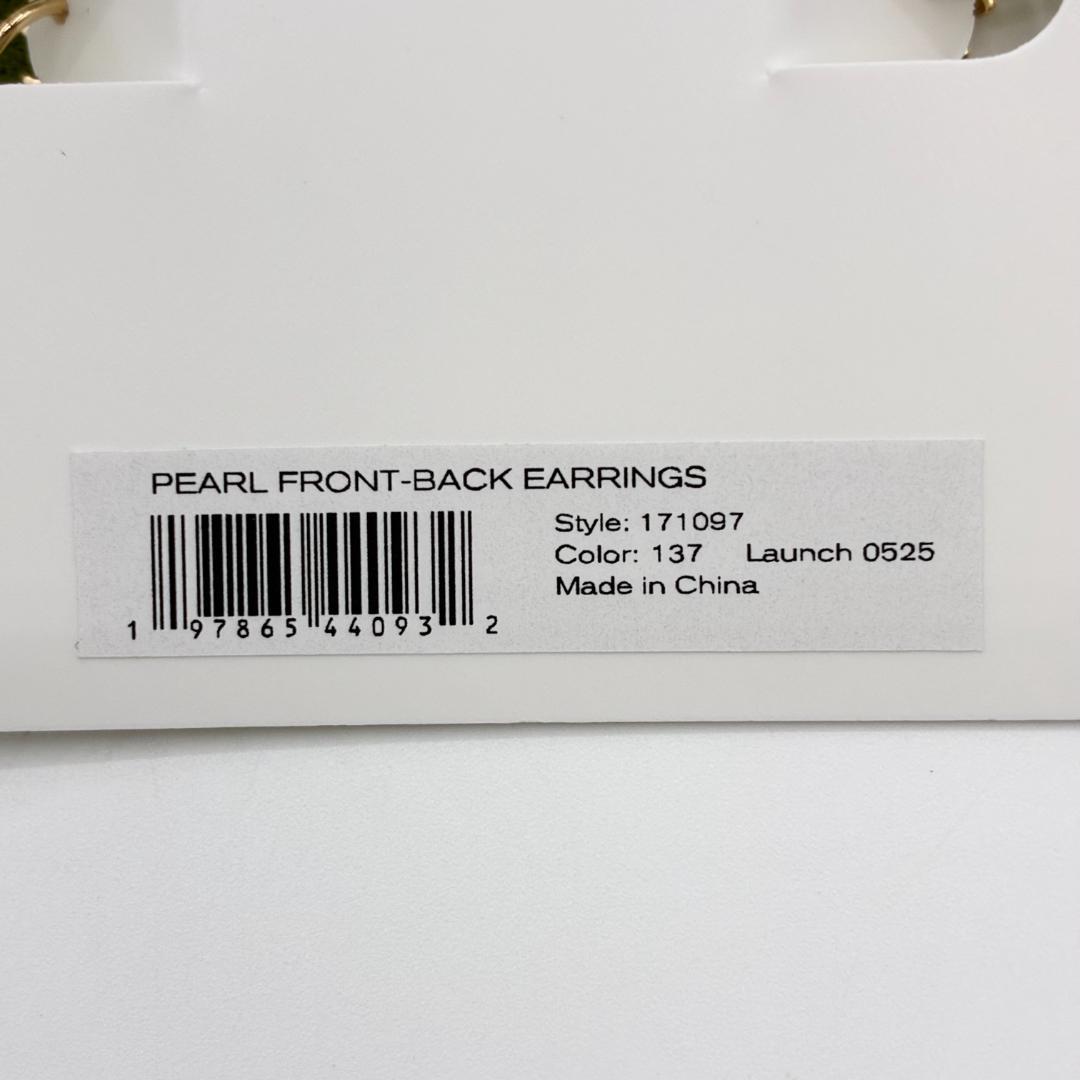 PEARL FRONT-BACK EARRINGS
Style: 171097
Color: 137 Launch 0525
Made in China
1 97865 44093 2